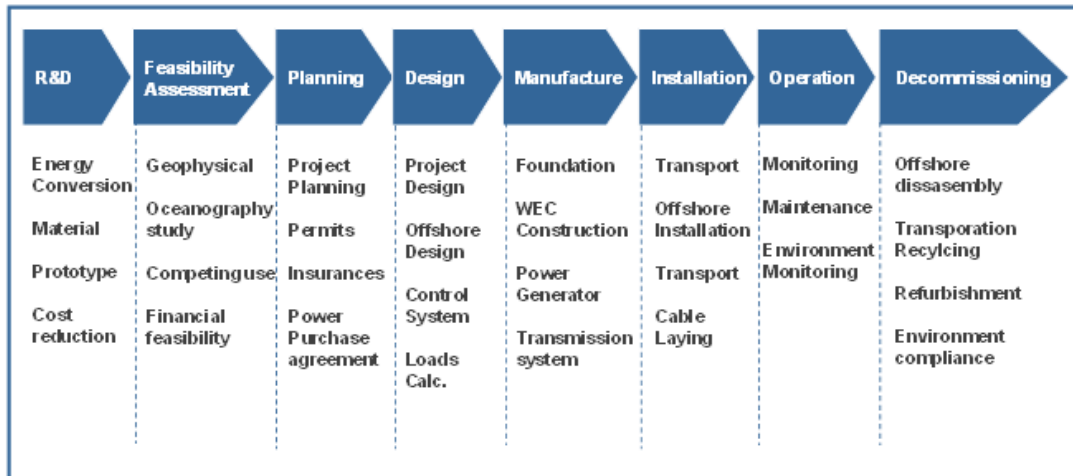 R&D
Feasibility
Assessment
Planning
Design
Manufacture
Installation
Operation
Decommissioning
Energy
Conversion
Material
Prototype
Cost
reduction
Geophysical
Oceanography
study
Competing use
Financial
feasibility
Project
Planning
Permits
Insurances
Power
Purchase
agreement
Project
Design
Offshore
Design
Control
System
Loads
Calc.
Foundation
WEC
Construction
Power
Generator
Transmission
system
Transport
Offshore
Installation
Transport
Cable
Laying
Monitoring
Maintenance
Environment
Monitoring
Offshore
dissasembly
Transporation
Recylcing
Refurbishment
Environment
compliance